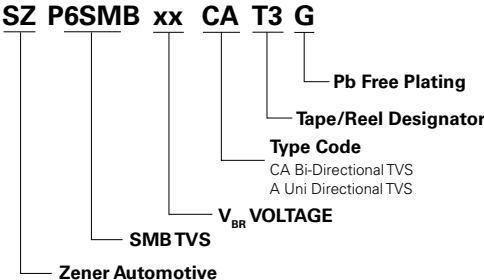 SZ P6SMB xx CA T3 G
Pb Free Plating
Tape/Reel Designator
Type Code
CA Bi-Directional TVS
A Uni Directional TVS
VBR VOLTAGE
SMB TVS
Zener Automotive